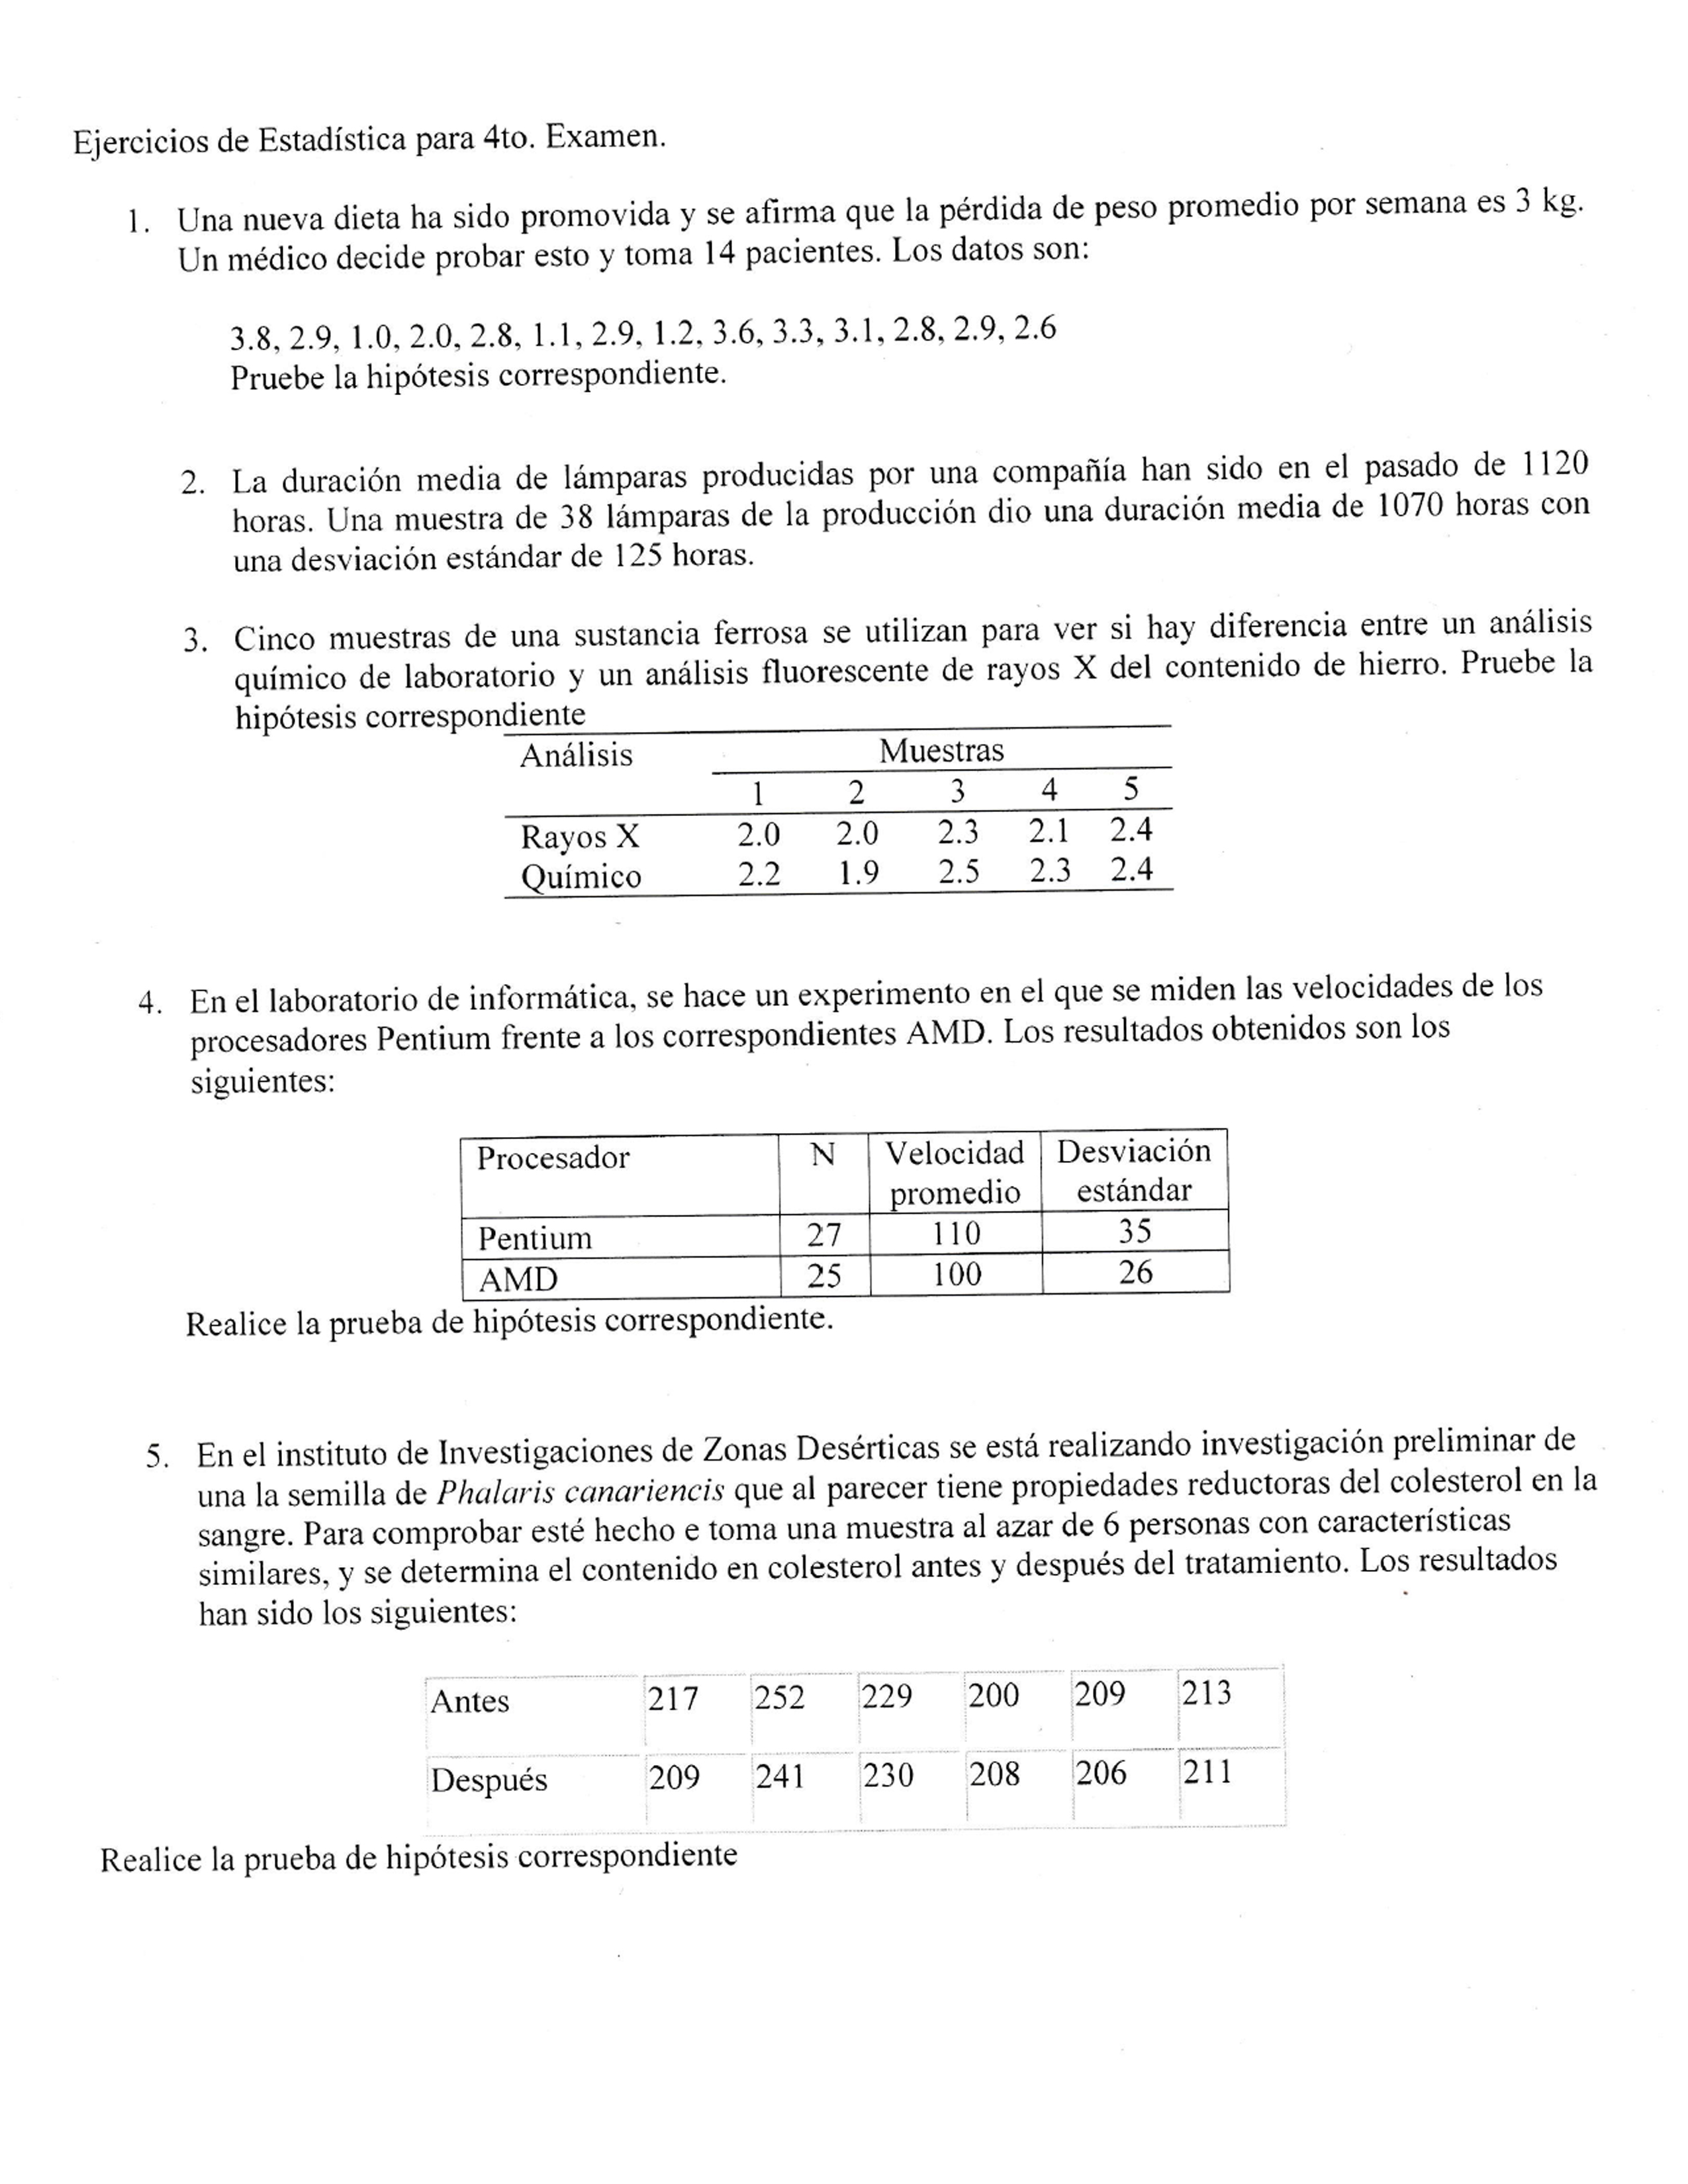 Ejercicios de Estadística para 4to. Examen.
1. Una nueva dieta ha sido promovida y se afirma que la pérdida de peso promedio por semana es 3 kg.
Un médico decide probar esto y toma 14 pacientes. Los datos son:
3.8, 2.9, 1.0, 2.0, 2.8, 1.1, 2.9, 1.2, 3.6, 3.3, 3.1, 2.8, 2.9, 2.6
Pruebe la hipótesis correspondiente.
2. La duración media de lámparas producidas por una compañía han sido en el pasado de 1120
horas. Una muestra de 38 lámparas de la producción dio una duración media de 1070 horas con
una desviación estándar de 125 horas.
3. Cinco muestras de una sustancia ferrosa se utilizan para ver si hay diferencia entre un análisis
químico de laboratorio y un análisis fluorescente de rayos X del contenido de hierro. Pruebe la
hipótesis correspondiente
Análisis Muestras
1 2 3 4 5
Rayos X 2.0 2.0 2.3 2.1 2.4
Químico 2.2 1.9 2.5 2.3 2.4
4. En el laboratorio de informática, se hace un experimento en el que se miden las velocidades de los
procesadores Pentium frente a los correspondientes AMD. Los resultados obtenidos son los
siguientes:
Procesador N Velocidad Desviación
promedio estándar
Pentium 27 110 35
AMD 25 100 26
Realice la prueba de hipótesis correspondiente.
5. En el instituto de Investigaciones de Zonas Desérticas se está realizando investigación preliminar de
una la semilla de Phalaris canariencis que al parecer tiene propiedades reductoras del colesterol en la
sangre. Para comprobar esté hecho e toma una muestra al azar de 6 personas con características
similares, y se determina el contenido en colesterol antes y después del tratamiento. Los resultados
han sido los siguientes:
Antes 217 252 229 200 209 213
Después 209 241 230 208 206 211
Realice la prueba de hipótesis correspondiente